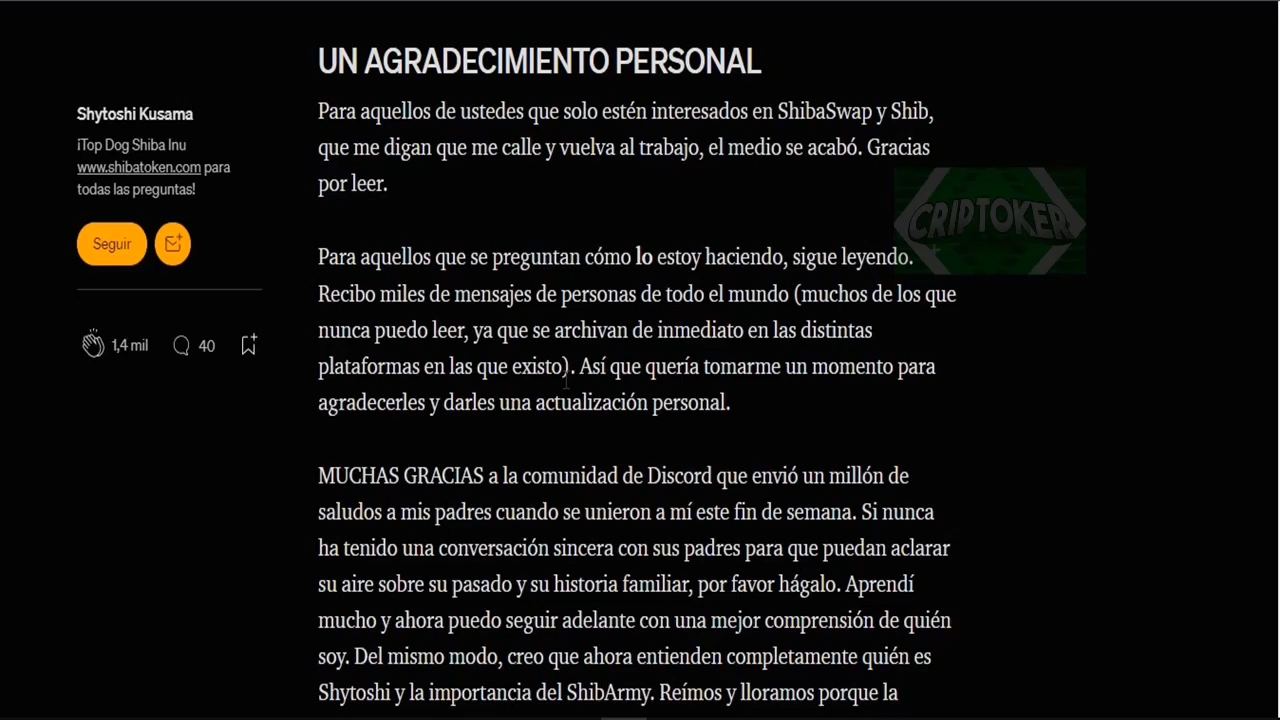 UN AGRADECIMIENTO PERSONAL
Shytoshi Kusama
iTop Dog Shiba Inu
www.shibatoken.com para
todas las preguntas!
Seguir
1,4 mil
40
Para aquellos de ustedes que solo estén interesados en ShibaSwap y Shib,
que me digan que me calle y vuelva al trabajo, el medio se acabó. Gracias
por leer.
CRIPTOKER
Para aquellos que se preguntan cómo lo estoy haciendo, sigue leyendo.
Recibo miles de mensajes de personas de todo el mundo (muchos de los que
nunca puedo leer, ya que se archivan de inmediato en las distintas
plataformas en las que existo). Así que quería tomarme un momento para
agradecerles y darles una actualización personal.
MUCHAS GRACIAS a la comunidad de Discord que envió un millón de
saludos a mis padres cuando se unieron a mí este fin de semana. Si nunca
ha tenido una conversación sincera con sus padres para que puedan aclarar
su aire sobre su pasado y su historia familiar, por favor hágalo. Aprendí
mucho y ahora puedo seguir adelante con una mejor comprensión de quién
soy. Del mismo modo, creo que ahora entienden completamente quién es
Shytoshi y la importancia del ShibArmy. Reímos y lloramos porque la